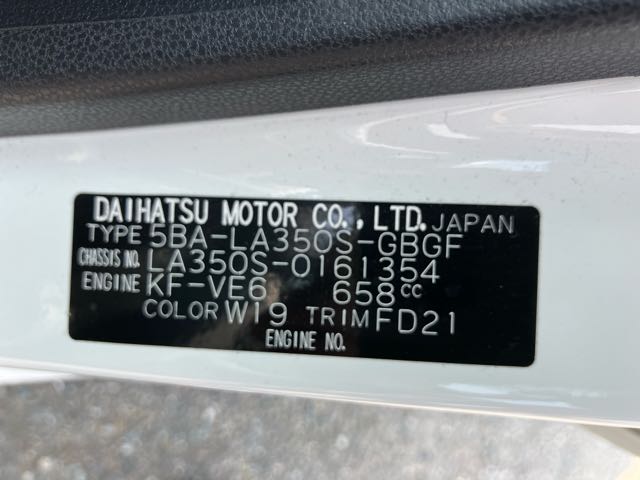 DAIHATSU MOTOR CO., LTD. JAPAN
TYPE 5BA-LA350S-GBGF
CHASSIS NO. LA350S-0161354
ENGINE KF-VE6 658cc
COLOR W19 TRIM FD21
ENGINE NO.